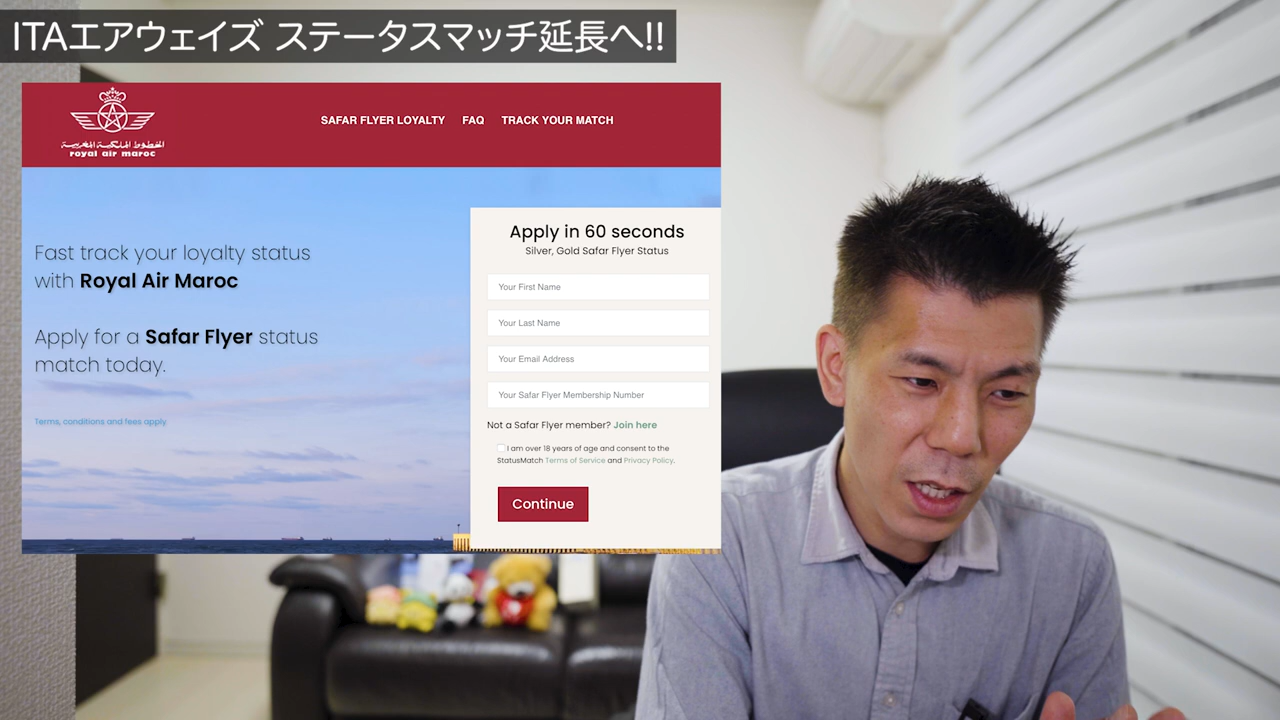 ITAエアウェイズ ステータスマッチ延長へ!!
الخطوط الملكية المغربية
royal air maroc
SAFAR FLYER LOYALTY FAQ TRACK YOUR MATCH
Fast track your loyalty status
with Royal Air Maroc
Apply for a Safar Flyer status
match today.
Terms, conditions and fees apply
Apply in 60 seconds
Silver, Gold Safar Flyer Status
Your First Name
Your Last Name
Your Email Address
Your Safar Flyer Membership Number
Not a Safar Flyer member? Join here
I am over 18 years of age and consent to the
StatusMatch Terms of Service and Privacy Policy.
Continue